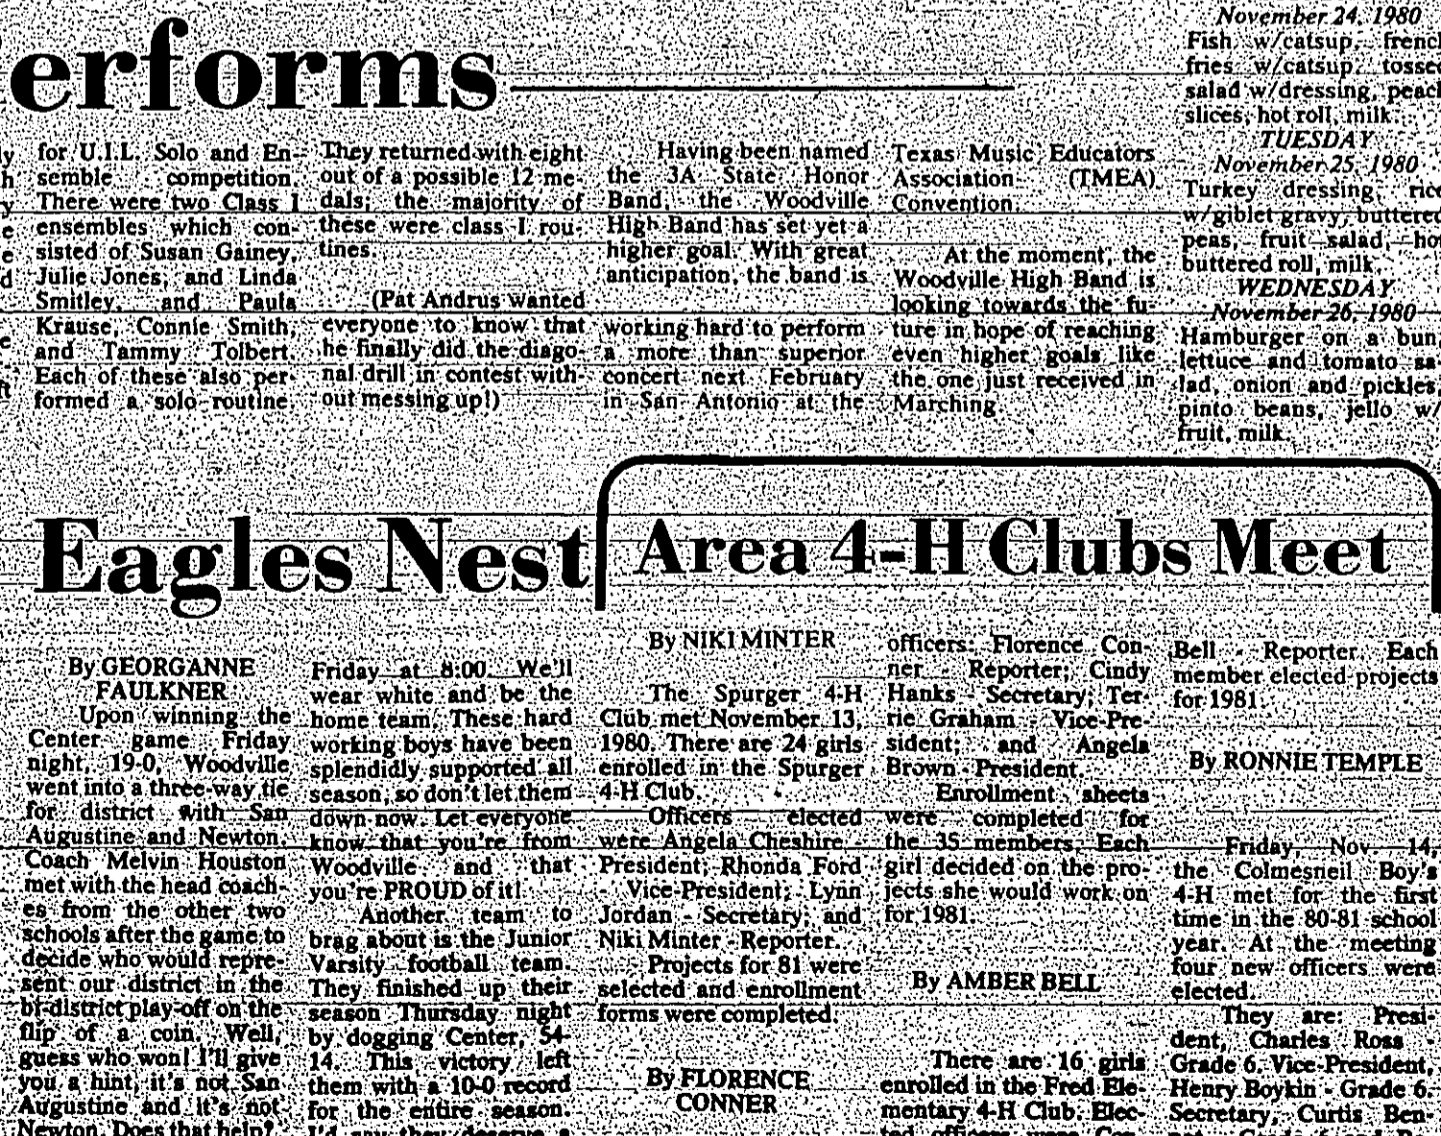 erforms
for U.I.L. Solo and En-
semble competition.
There were two Class I
ensembles which con-
sisted of Susan Gainey,
Julie Jones, and Linda
Smitley, and Paula
Krause, Connie Smith,
and Tammy Tolbert.
Each of these also per-
formed a solo routine.
They returned with eight
out of a possible 12 me-
dals; the majority of
these were class I rou-
tines.
(Pat Andrus wanted
everyone to know that
he finally did the diago-
nal drill in contest with-
out messing up!)
Having been named
the 3A State Honor
Band, the Woodville
High Band has set yet a
higher goal. With great
anticipation, the band is
working hard to perform
a more than superior
concert next February
in San Antonio at the
Texas Music Educators
Association (TMEA)
Convention.
At the moment, the
Woodville High Band is
looking towards the fu-
ture in hope of reaching
even higher goals like
the one just received in
Marching
November 24, 1980
Fish w/catsup, french
fries w/catsup, tossed
salad w/dressing, peach
slices, hot roll, milk.
TUESDAY
November 25, 1980
Turkey dressing, rice
w/giblet gravy, buttered
peas, fruit salad, hot
buttered roll, milk.
WEDNESDAY
November 26, 1980
Hamburger on a bun,
lettuce and tomato sa-
lad, onion and pickles,
pinto beans, jello w/
fruit, milk.
Eagles Nest
By GEORGANNE
FAULKNER
Upon winning the
Center game Friday
night, 19-0, Woodville
went into a three-way tie
for district with San
Augustine and Newton.
Coach Melvin Houston
met with the head coach-
es from the other two
schools after the game to
decide who would repre-
sent our district in the
bi-district play-off on the
flip of a coin. Well,
guess who won! I'll give
you a hint, it's not San
Augustine and it's not
Newton. Does that help?
Friday at 8:00. We'll
wear white and be the
home team. These hard
working boys have been
splendidly supported all
season, so don't let them
down now. Let everyone
know that you're from
Woodville and that
you're PROUD of it!
Another team to
brag about is the Junior
Varsity football team.
They finished up their
season Thursday night
by dogging Center, 54-
14. This victory left
them with a 10-0 record
for the entire season.
I'd say they deserve a
Area 4-H Clubs Meet
By NIKI MINTER
The Spurger 4-H
Club met November 13,
1980. There are 24 girls
enrolled in the Spurger
4-H Club.
Officers elected
were Angela Cheshire -
President; Rhonda Ford
- Vice-President; Lynn
Jordan - Secretary; and
Niki Minter - Reporter.
Projects for 81 were
selected and enrollment
forms were completed.
By FLORENCE
CONNER
officers: Florence Con-
ner - Reporter; Cindy
Hanks - Secretary; Ter-
rie Graham - Vice-Pre-
sident; and Angela
Brown - President.
Enrollment sheets
were completed for
the 35 members. Each
girl decided on the pro-
jects she would work on
for 1981.
By AMBER BELL
There are 16 girls
enrolled in the Fred Ele-
mentary 4-H Club. Elec-
ted officers were Con-
Bell - Reporter. Each
member elected projects
for 1981.
By RONNIE TEMPLE
Friday, Nov. 14,
the Colmesneil Boy's
4-H met for the first
time in the 80-81 school
year. At the meeting
four new officers were
elected.
They are: Presi-
dent, Charles Ross -
Grade 6, Vice-President,
Henry Boykin - Grade 6,
Secretary, Curtis Ben-